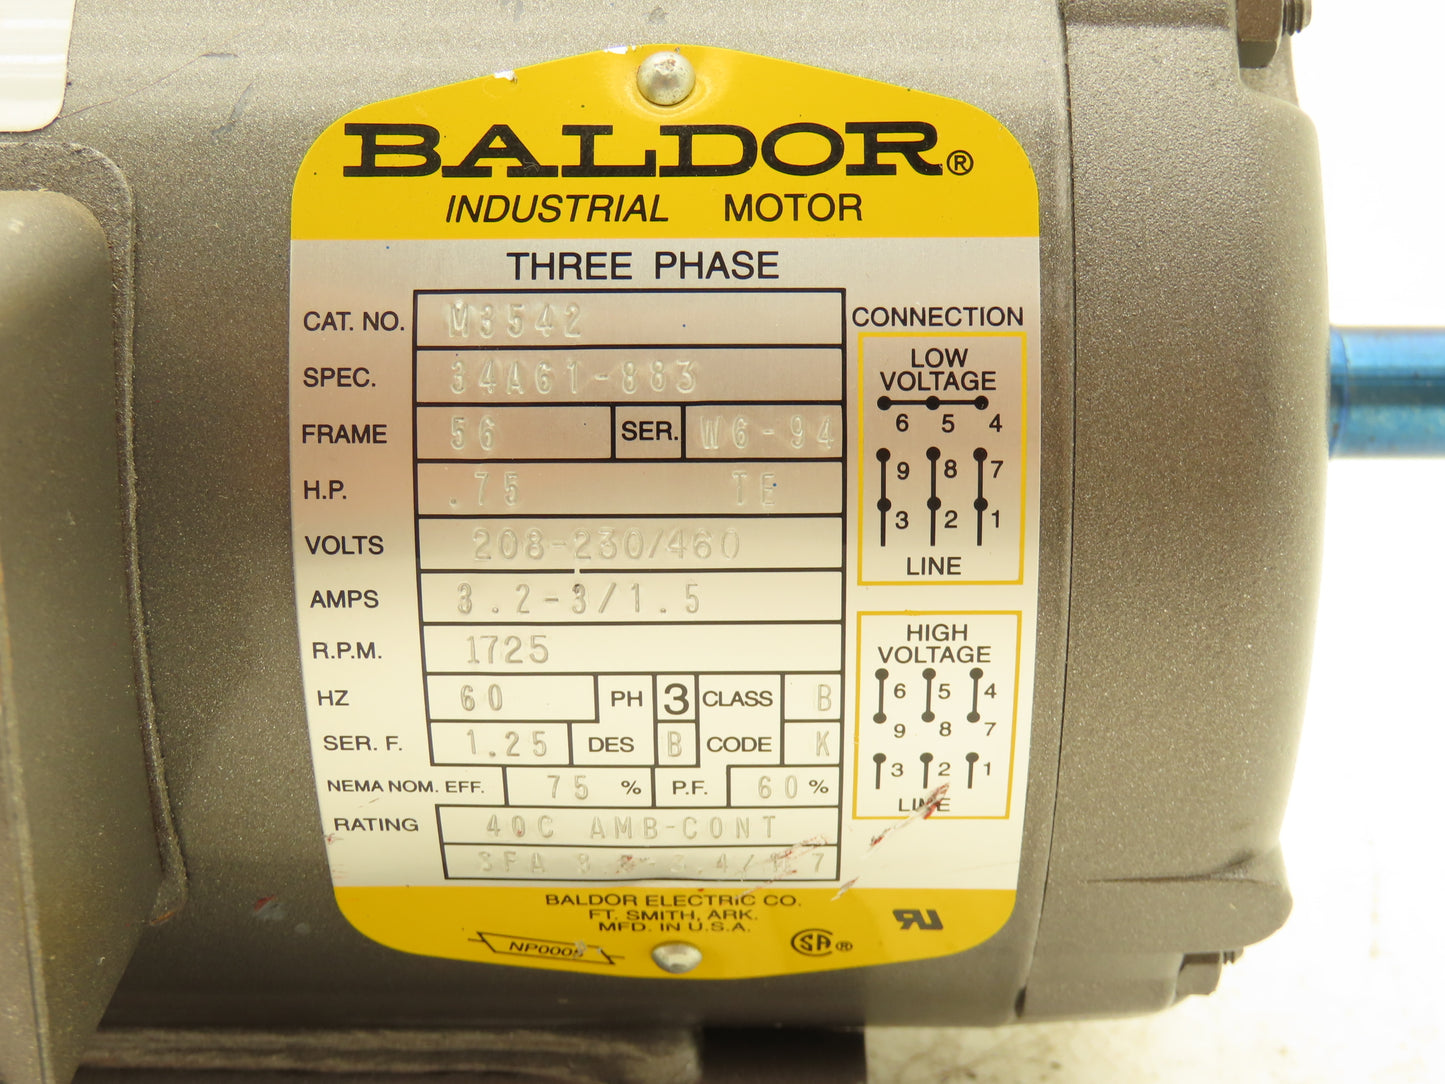 BALDOR®
INDUSTRIAL MOTOR
THREE PHASE
CAT. NO. M3542
SPEC. 34A61-883
FRAME 56 SER. W6-94
H.P. .75 TE
VOLTS 208-230/460
AMPS 3.2-3/1.5
R.P.M. 1725
HZ 60 PH 3 CLASS B
SER. F. 1.25 DES B CODE K
NEMA NOM. EFF. 75 % P.F. 60 %
RATING 40C AMB-CONT
SFA
CONNECTION
LOW
VOLTAGE
6 5 4
9 8 7
3 2 1
LINE
HIGH
VOLTAGE
6 5 4
9 8 7
3 2 1
LINE
BALDOR ELECTRIC CO.
FT. SMITH, ARK.
MFD. IN U.S.A.
NP0005
SA ®
RU